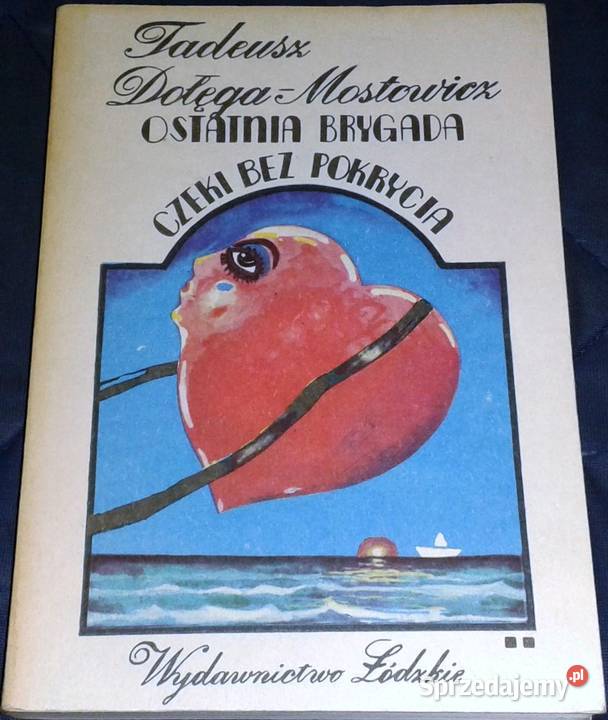 Tadeusz
Dołęga-Mostowicz
OSTATNIA BRYGADA
CZEKI BEZ POKRYCIA
Wydawnictwo Łódzkie
Sprzedajemy.pl